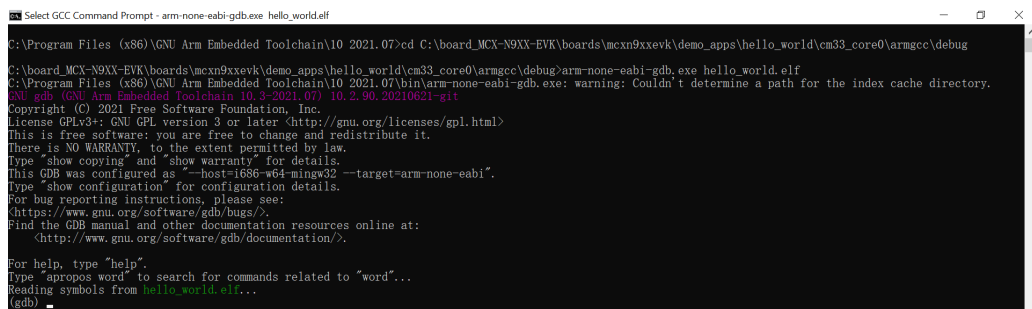 Select GCC Command Prompt - arm-none-eabi-gdb.exe hello_world.elf
C:\Program Files (x86)\GNU Arm Embedded Toolchain\10 2021.07>cd C:\board_MCX-N9XX-EVK\boards\mcxn9xxevk\demo_apps\hello_world\cm33_core0\armgcc\debug
C:\board_MCX-N9XX-EVK\boards\mcxn9xxevk\demo_apps\hello_world\cm33_core0\armgcc\debug>arm-none-eabi-gdb.exe hello_world.elf
C:\Program Files (x86)\GNU Arm Embedded Toolchain\10 2021.07\bin\arm-none-eabi-gdb.exe: warning: Couldn't determine a path for the index cache directory.
GNU gdb (GNU Arm Embedded Toolchain 10.3-2021.07) 10.2.90.20210621-git
Copyright (C) 2021 Free Software Foundation, Inc.
License GPLv3+: GNU GPL version 3 or later <http://gnu.org/licenses/gpl.html>
This is free software: you are free to change and redistribute it.
There is NO WARRANTY, to the extent permitted by law.
Type "show copying" and "show warranty" for details.
This GDB was configured as "--host=i686-w64-mingw32 --target=arm-none-eabi".
Type "show configuration" for configuration details.
For bug reporting instructions, please see:
<https://www.gnu.org/software/gdb/bugs/>.
Find the GDB manual and other documentation resources online at:
<http://www.gnu.org/software/gdb/documentation/>.
For help, type "help".
Type "apropos word" to search for commands related to "word"...
Reading symbols from hello_world.elf...
(gdb)